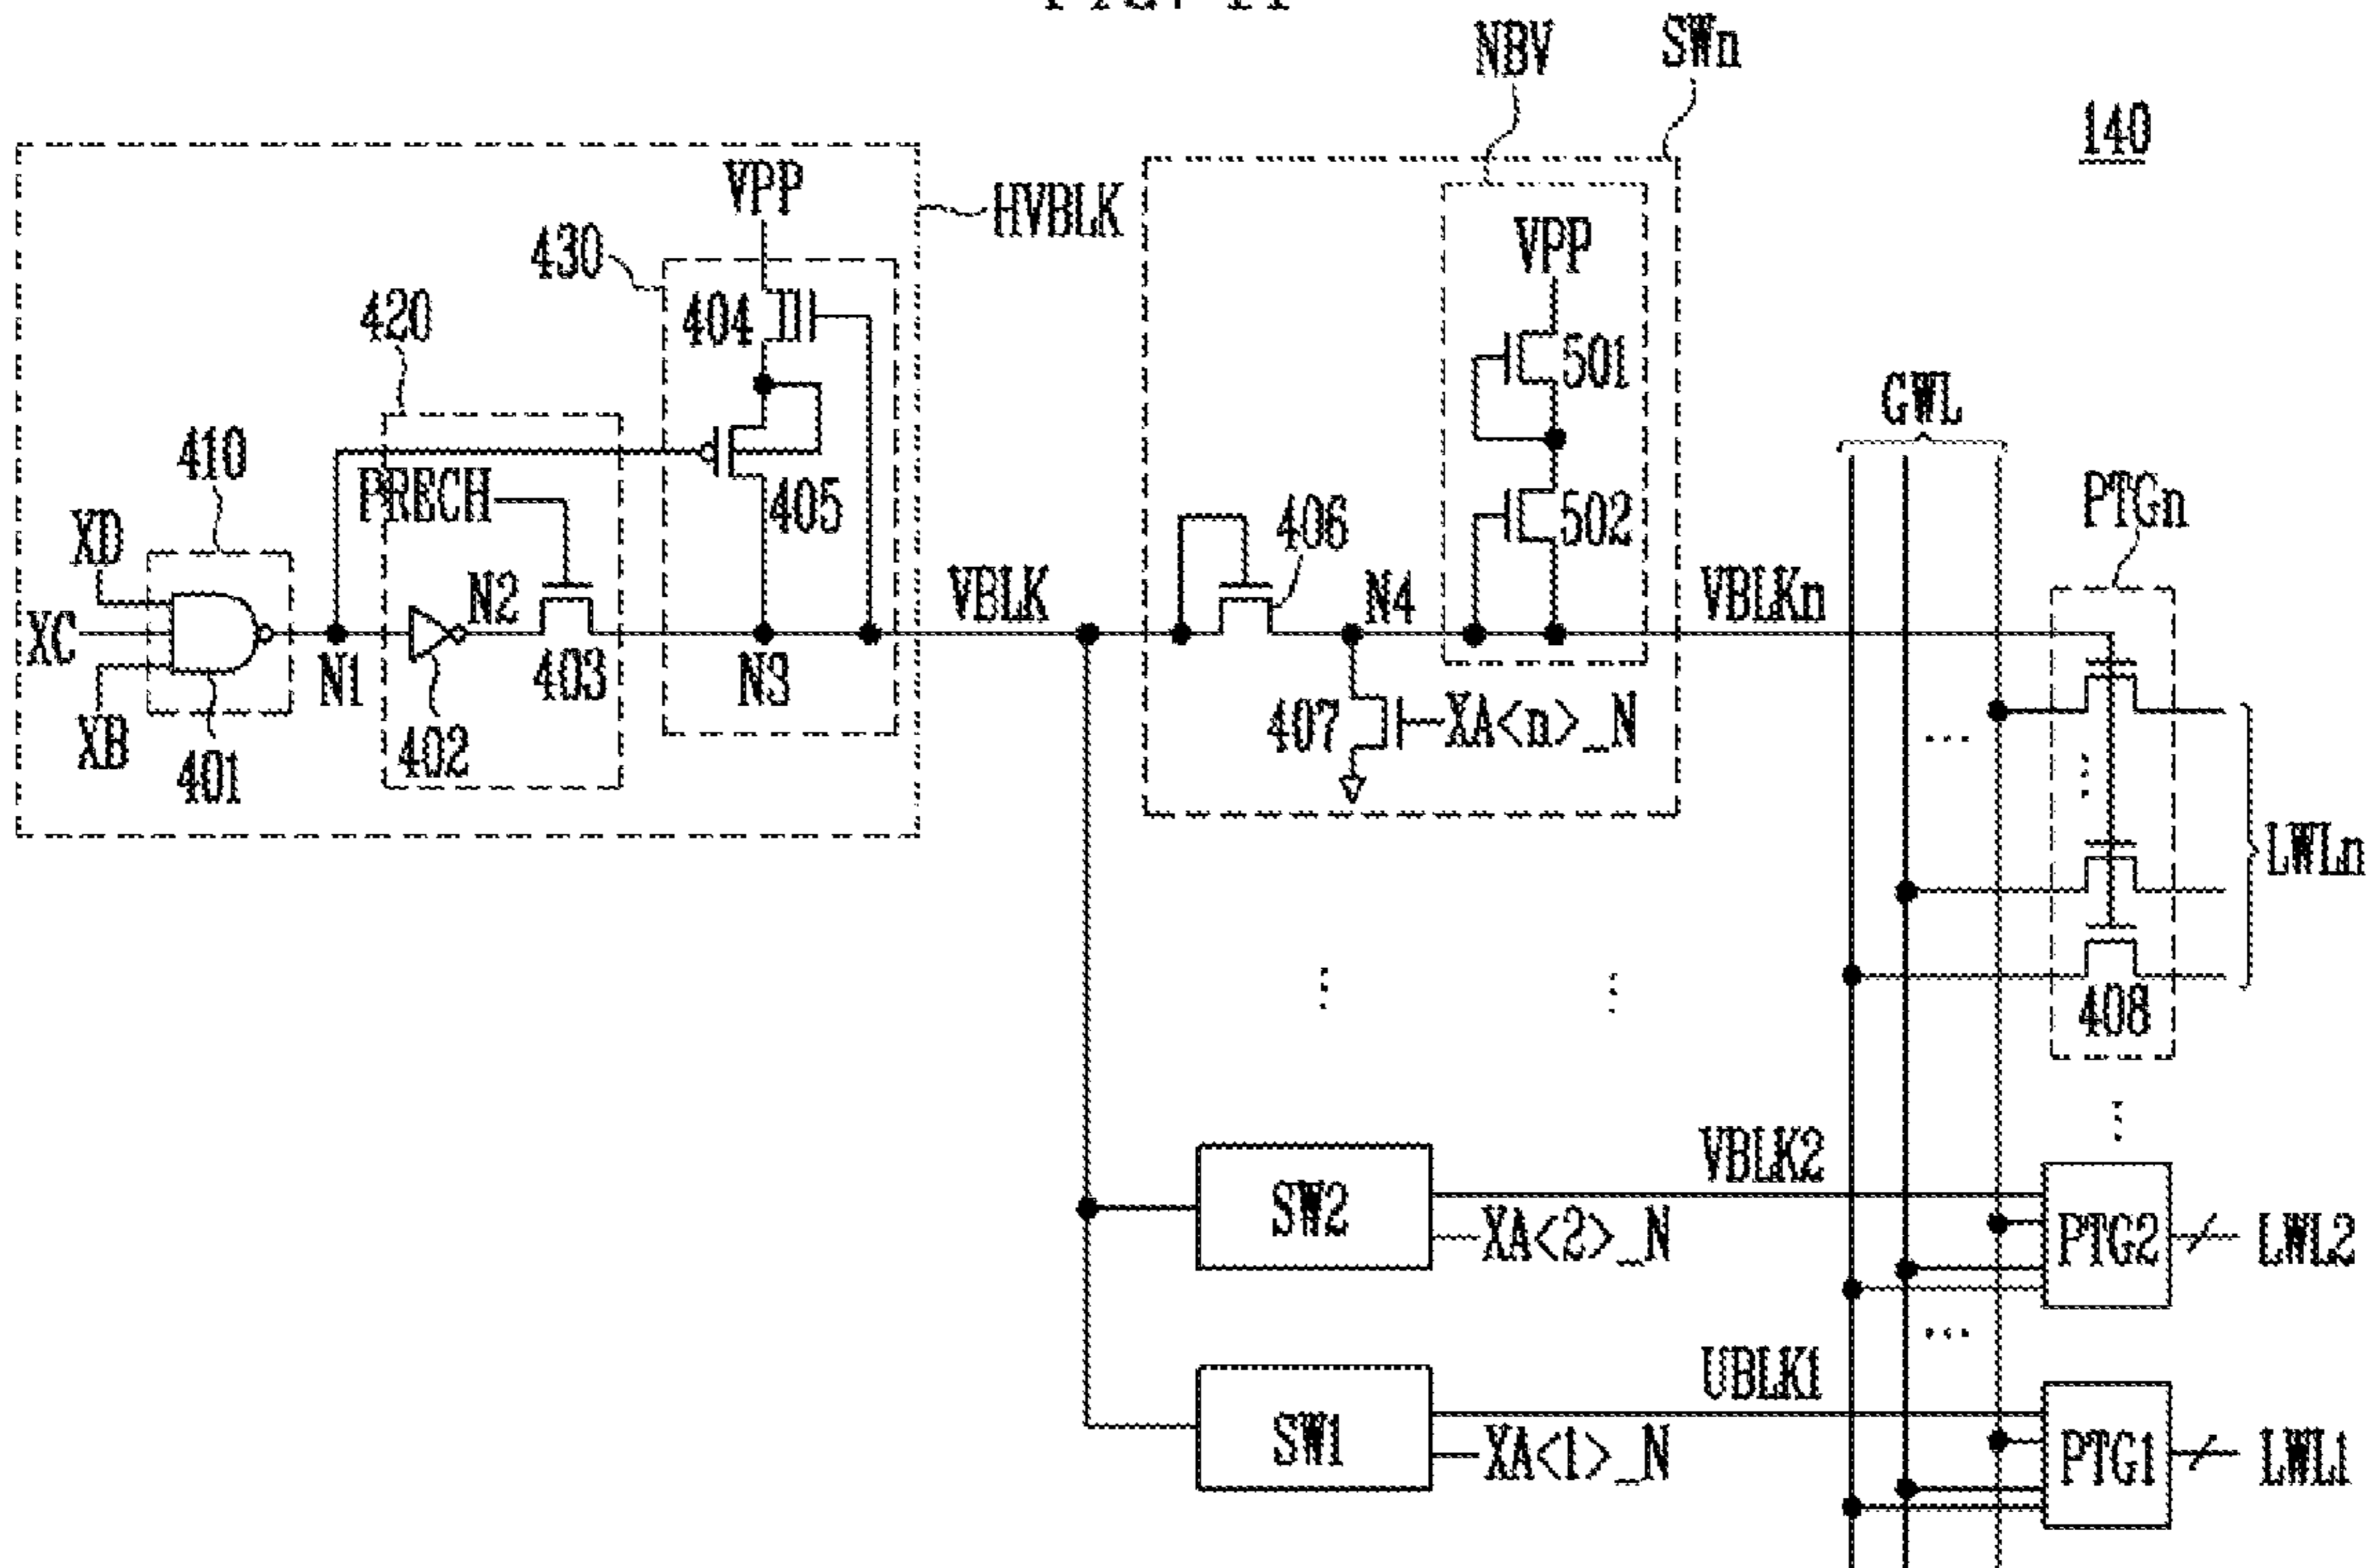 NBV
SWn
140
VPP
HVBLK
430
404
420
VPP
501
GWL
410
PRECH
405
406
502
PTGn
XD
XC
XB
N1
N2
403
N3
VBLK
N4
VBLKn
401
402
407
XA<n>_N
...
LWLn
408
VBLK2
SW2
XA<2>_N
PTG2
LWL2
...
UBLK1
SW1
XA<1>_N
PTG1
LWL1